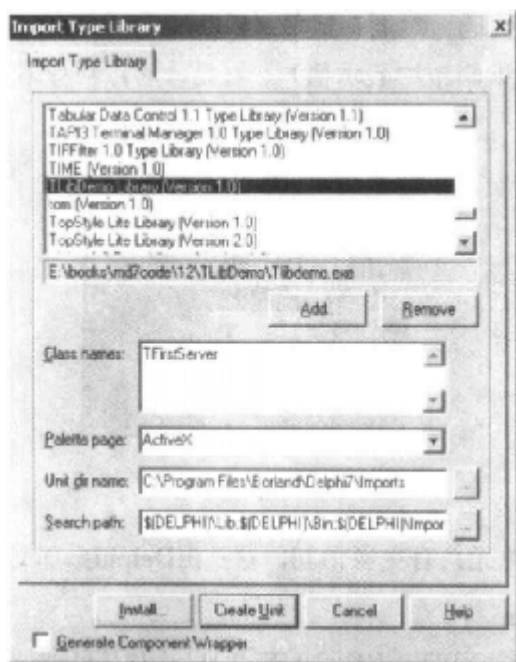 Import Type Library
Import Type Library
Tabular Data Control 1.1 Type Library (Version 1.1)
TAPI3 Terminal Manager 1.0 Type Library (Version 1.0)
TIFFilter 1.0 Type Library (Version 1.0)
TIME (Version 1.0)
TLibDemo Library (Version 1.0)
tom (Version 1.0)
TopStyle Lite Library (Version 1.0)
TopStyle Lite Library (Version 2.0)
E:\books\md7code\12\TLibDemo\Tlibdemo.exe
Add...
Remove
Class names:
TFirstServer
Palette page:
ActiveX
Unit dir name:
C:\Program Files\Borland\Delphi7\Imports
...
Search path:
$(DELPHI)\Lib;$(DELPHI)\Bin;$(DELPHI)\Impor
...
Install...
Create Unit
Cancel
Help
Generate Component Wrapper